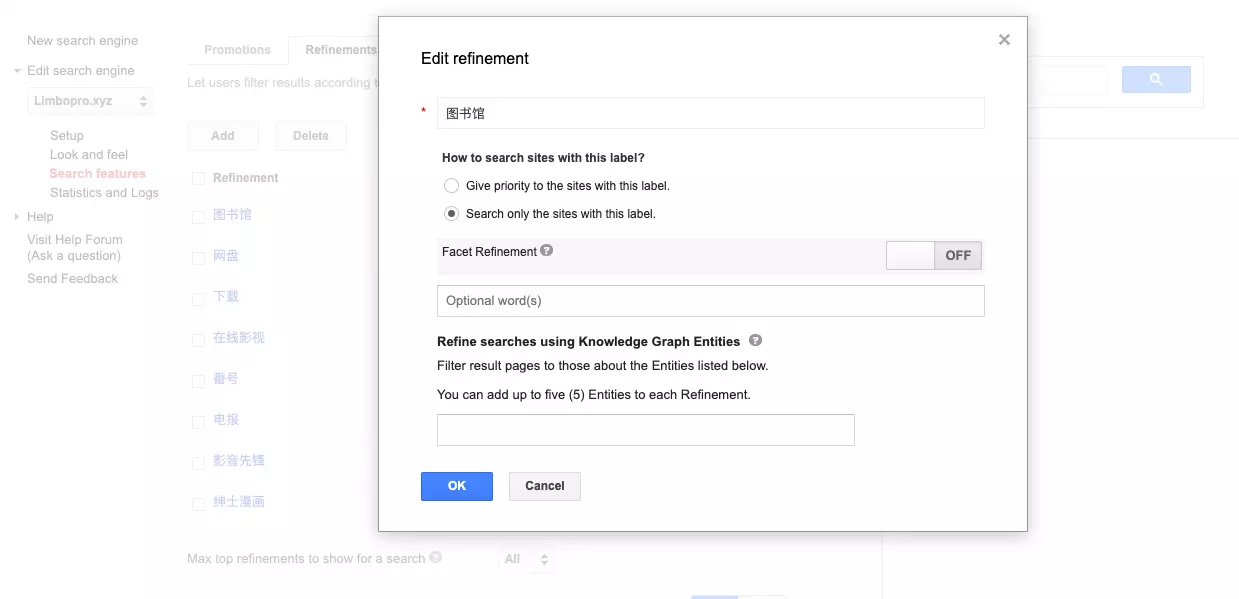 New search engine
Edit search engine
Limbopro.xyz
Setup
Look and feel
Search features
Statistics and Logs
Help
Visit Help Forum
(Ask a question)
Send Feedback
Promotions
Refinements
Let users filter results according t
Add
Delete
Refinement
图书馆
网盘
下载
在线影视
番号
电报
影音先锋
绅士漫画
Max top refinements to show for a search
All
Edit refinement
* 图书馆
How to search sites with this label?
Give priority to the sites with this label.
Search only the sites with this label.
Facet Refinement
OFF
Optional word(s)
Refine searches using Knowledge Graph Entities
Filter result pages to those about the Entities listed below.
You can add up to five (5) Entities to each Refinement.
OK
Cancel